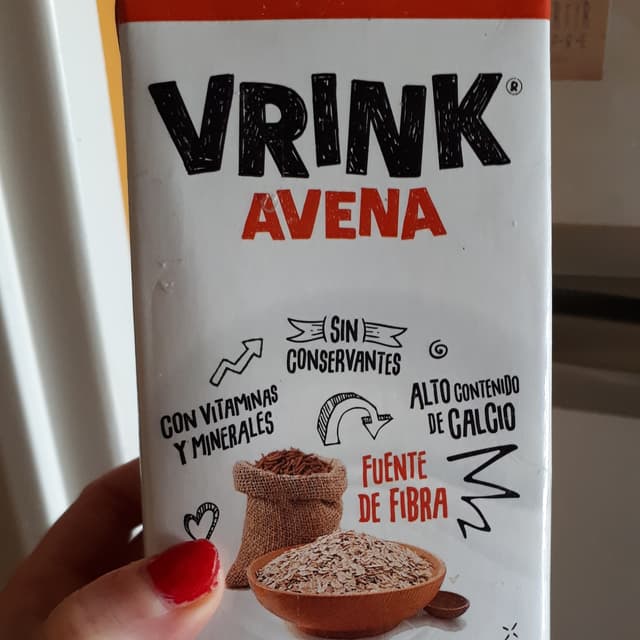 VRINK®
AVENA
SIN
CONSERVANTES
CON VITAMINAS
Y MINERALES
ALTO CONTENIDO
DE CALCIO
FUENTE
DE FIBRA